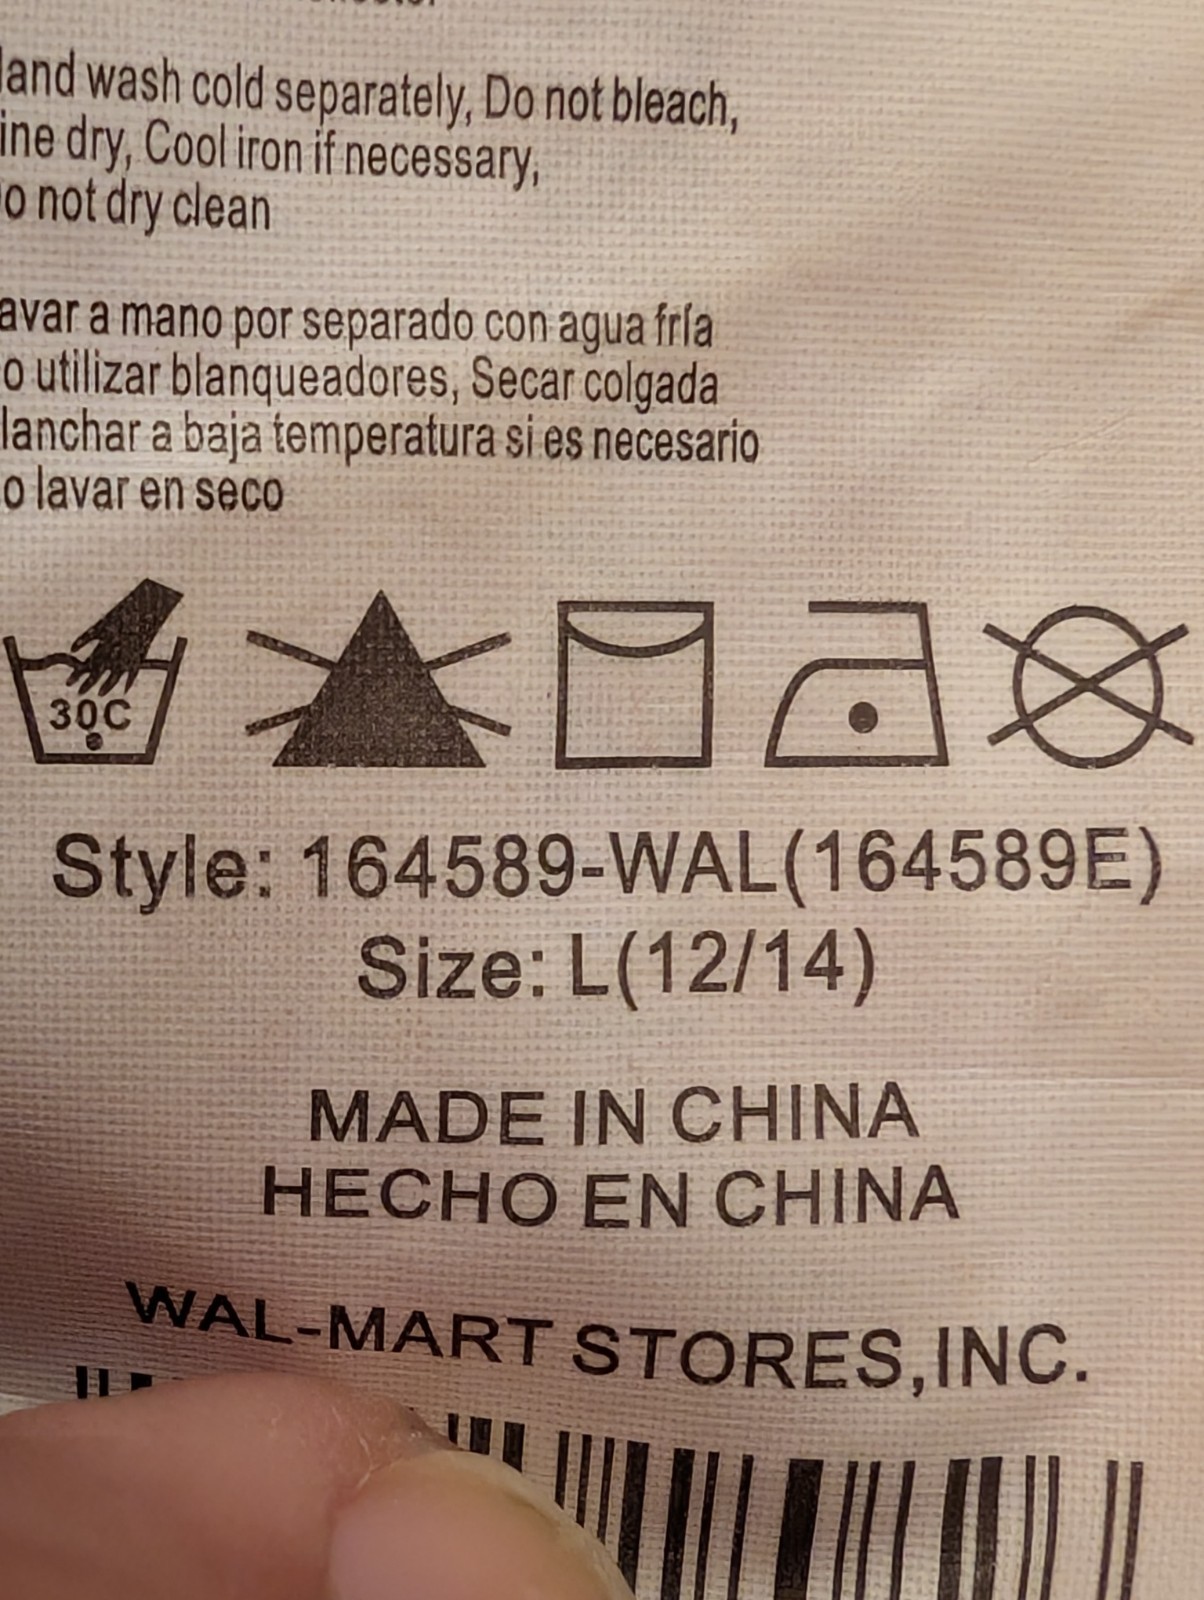 and wash cold separately, Do not bleach,
ine dry, Cool iron if necessary,
o not dry clean
avar a mano por separado con agua fría
o utilizar blanqueadores, Secar colgada
lanchar a baja temperatura si es necesario
o lavar en seco
30C
Style: 164589-WAL(164589E)
Size: L(12/14)
MADE IN CHINA
HECHO EN CHINA
WAL-MART STORES,INC.